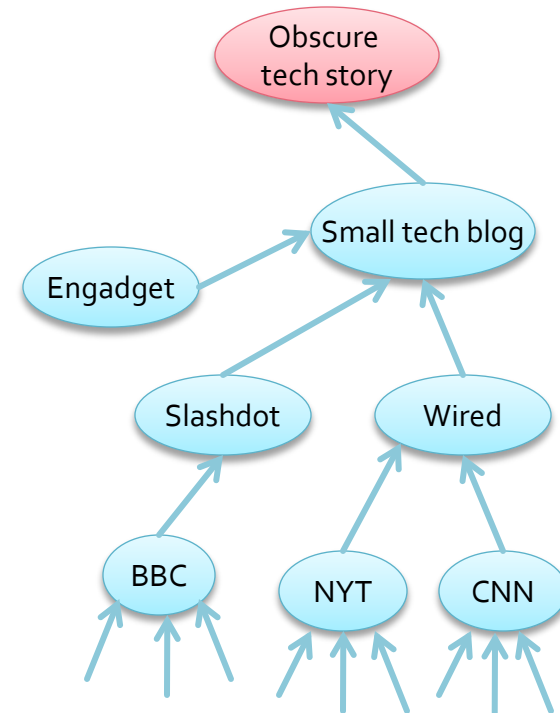 Obscure
tech story
Small tech blog
Engadget
Slashdot
Wired
BBC
NYT
CNN